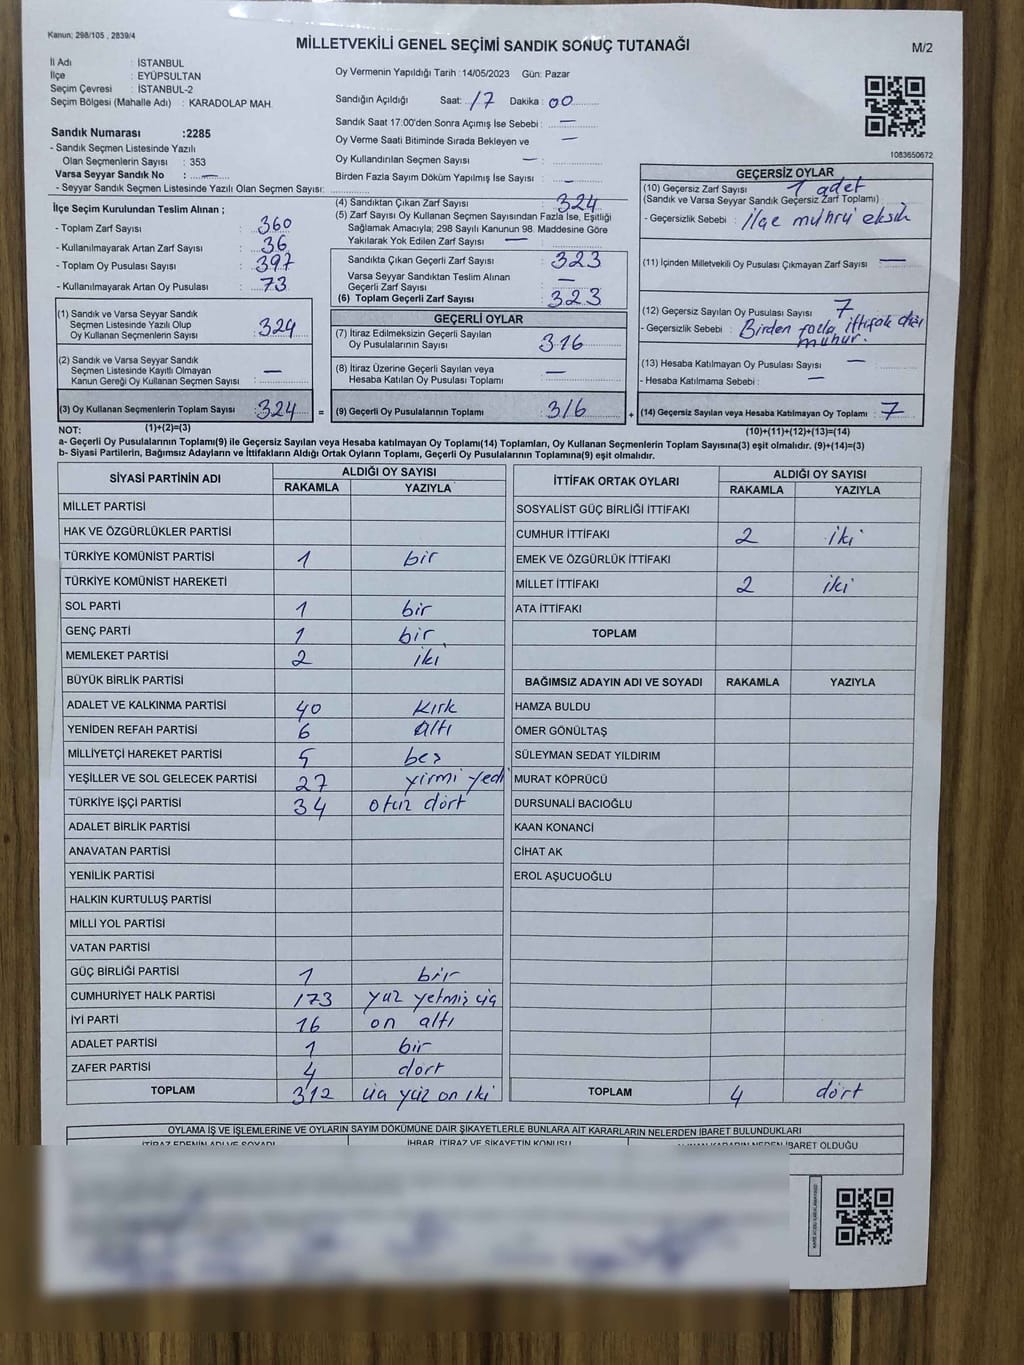 Kanun; 298/105 , 2839/4
MİLLETVEKİLİ GENEL SEÇİMİ SANDIK SONUÇ TUTANAĞI
M/2
İl Adı : İSTANBUL
İlçe : EYÜPSULTAN
Seçim Çevresi : İSTANBUL-2
Seçim Bölgesi (Mahalle Adı) : KARADOLAP MAH.
Sandık Numarası :2285
- Sandık Seçmen Listesinde Yazılı
Olan Seçmenlerin Sayısı : 353
Varsa Seyyar Sandık No : —
- Seyyar Sandık Seçmen Listesinde Yazılı Olan Seçmen Sayısı:
Oy Vermenin Yapıldığı Tarih : 14/05/2023 Gün: Pazar
Sandığın Açıldığı Saat: 17 Dakika : 00
Sandık Saat 17:00'den Sonra Açımış İse Sebebi : —
Oy Verme Saati Bitiminde Sırada Bekleyen ve —
Oy Kullandırılan Seçmen Sayısı — :
Birden Fazla Sayım Döküm Yapılmış İse Sayısı : —
1083650672
İlçe Seçim Kurulundan Teslim Alınan ;
- Toplam Zarf Sayısı : 360
- Kullanılmayarak Artan Zarf Sayısı : 36
- Toplam Oy Pusulası Sayısı : 397
- Kullanılmayarak Artan Oy Pusulası : 73
(1) Sandık ve Varsa Seyyar Sandık
Seçmen Listesinde Yazılı Olup
Oy Kullanan Seçmenlerin Sayısı : 324
(2) Sandık ve Varsa Seyyar Sandık
Seçmen Listesinde Kayıtlı Olmayan
Kanun Gereği Oy Kullanan Seçmen Sayısı : —
(3) Oy Kullanan Seçmenlerin Toplam Sayısı : 324 =
(4) Sandıktan Çıkan Zarf Sayısı : 324
(5) Zarf Sayısı Oy Kullanan Seçmen Sayısından Fazla İse, Eşitliği
Sağlamak Amacıyla; 298 Sayılı Kanunun 98. Maddesine Göre
Yakılarak Yok Edilen Zarf Sayısı — :
Sandıkta Çıkan Geçerli Zarf Sayısı : 323
Varsa Seyyar Sandıktan Teslim Alınan
Geçerli Zarf Sayısı : —
(6) Toplam Geçerli Zarf Sayısı : 323
GEÇERLİ OYLAR
(7) İtiraz Edilmeksizin Geçerli Sayılan
Oy Pusulalarının Sayısı : 316
(8) İtiraz Üzerine Geçerli Sayılan veya
Hesaba Katılan Oy Pusulası Toplamı : —
(9) Geçerli Oy Pusulalarının Toplamı : 316 +
GEÇERSİZ OYLAR
(10) Geçersiz Zarf Sayısı 1 adet
(Sandık ve Varsa Seyyar Sandık Geçersiz Zarf Toplamı) :
- Geçersizlik Sebebi : İlçe mührü eksik
(11) İçinden Milletvekili Oy Pusulası Çıkmayan Zarf Sayısı : —
(12) Geçersiz Sayılan Oy Pusulası Sayısı : 7
- Geçersizlik Sebebi : Birden fazla ittifak dışı
mühür.
(13) Hesaba Katılmayan Oy Pusulası Sayısı : —
- Hesaba Katılmama Sebebi : —
(14) Geçersiz Sayılan veya Hesaba Katılmayan Oy Toplamı : 7
NOT: (1)+(2)=(3)
(10)+(11)+(12)+(13)=(14)
a- Geçerli Oy Pusulalarının Toplamı(9) ile Geçersiz Sayılan veya Hesaba katılmayan Oy Toplamı(14) Toplamları, Oy Kullanan Seçmenlerin Toplam Sayısına(3) eşit olmalıdır. (9)+(14)=(3)
b- Siyasi Partilerin, Bağımsız Adayların ve İttifakların Aldığı Ortak Oyların Toplamı, Geçerli Oy Pusulalarının Toplamına(9) eşit olmalıdır.
SİYASİ PARTİNİN ADI ALDIĞI OY SAYISI
RAKAMLA YAZIYLA
MİLLET PARTİSİ
HAK VE ÖZGÜRLÜKLER PARTİSİ
TÜRKİYE KOMÜNİST PARTİSİ 1 bir
TÜRKİYE KOMÜNİST HAREKETİ
SOL PARTİ 1 bir
GENÇ PARTİ 1 bir
MEMLEKET PARTİSİ 2 iki
BÜYÜK BİRLİK PARTİSİ
ADALET VE KALKINMA PARTİSİ 40 Kırk
YENİDEN REFAH PARTİSİ 6 altı
MİLLİYETÇİ HAREKET PARTİSİ 5 beş
YEŞİLLER VE SOL GELECEK PARTİSİ 27 yirmi yedi
TÜRKİYE İŞÇİ PARTİSİ 34 otuz dört
ADALET BİRLİK PARTİSİ
ANAVATAN PARTİSİ
YENİLİK PARTİSİ
HALKIN KURTULUŞ PARTİSİ
MİLLİ YOL PARTİSİ
VATAN PARTİSİ
GÜÇ BİRLİĞİ PARTİSİ 1 bir
CUMHURİYET HALK PARTİSİ 173 yüz yetmiş üç
İYİ PARTİ 16 on altı
ADALET PARTİSİ 1 bir
ZAFER PARTİSİ 4 dört
TOPLAM 312 üç yüz on iki
İTTİFAK ORTAK OYLARI ALDIĞI OY SAYISI
RAKAMLA YAZIYLA
SOSYALİST GÜÇ BİRLİĞİ İTTİFAKI
CUMHUR İTTİFAKI 2 iki
EMEK VE ÖZGÜRLÜK İTTİFAKI
MİLLET İTTİFAKI 2 iki
ATA İTTİFAKI
TOPLAM
BAĞIMSIZ ADAYIN ADI VE SOYADI RAKAMLA YAZIYLA
HAMZA BULDU
ÖMER GÖNÜLTAŞ
SÜLEYMAN SEDAT YILDIRIM
MURAT KÖPRÜCÜ
DURSUNALİ BACIOĞLU
KAAN KONANCİ
CİHAT AK
EROL AŞUCUOĞLU
TOPLAM 4 dört
OYLAMA İŞ VE İŞLEMLERİNE VE OYLARIN SAYIM DÖKÜMÜNE DAİR ŞİKAYETLERLE BUNLARA AİT KARARLARIN NELERDEN İBARET BULUNDUKLARI
İTİRAZ EDENİN ADI VE SOYADI İHBAR, İTİRAZ VE ŞİKAYETİN KONUSU ALINAN KARARIN NEDEN İBARET OLDUĞU